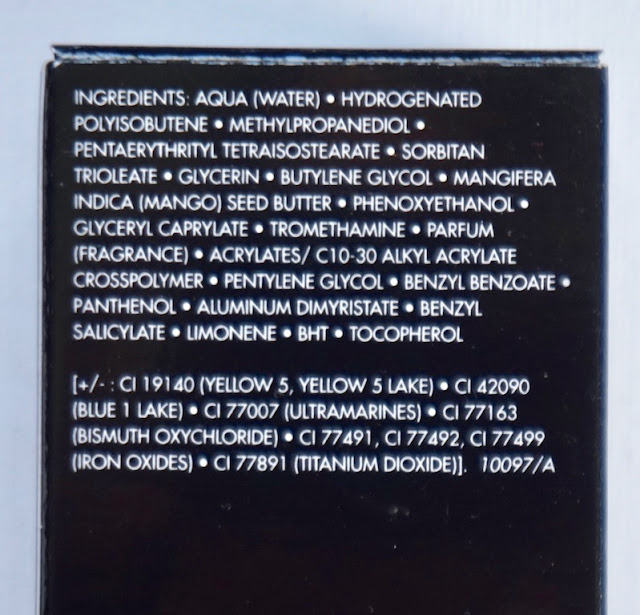 INGREDIENTS: AQUA (WATER) • HYDROGENATED
POLYISOBUTENE • METHYLPROPANEDIOL •
PENTAERYTHRITYL TETRAISOSTEARATE • SORBITAN
TRIOLEATE • GLYCERIN • BUTYLENE GLYCOL • MANGIFERA
INDICA (MANGO) SEED BUTTER • PHENOXYETHANOL •
GLYCERYL CAPRYLATE • TROMETHAMINE • PARFUM
(FRAGRANCE) • ACRYLATES/ C10-30 ALKYL ACRYLATE
CROSSPOLYMER • PENTYLENE GLYCOL • BENZYL BENZOATE •
PANTHENOL • ALUMINUM DIMYRISTATE • BENZYL
SALICYLATE • LIMONENE • BHT • TOCOPHEROL
[+/- : CI 19140 (YELLOW 5, YELLOW 5 LAKE) • CI 42090
(BLUE 1 LAKE) • CI 77007 (ULTRAMARINES) • CI 77163
(BISMUTH OXYCHLORIDE) • CI 77491, CI 77492, CI 77499
(IRON OXIDES) • CI 77891 (TITANIUM DIOXIDE)]. 10097/A